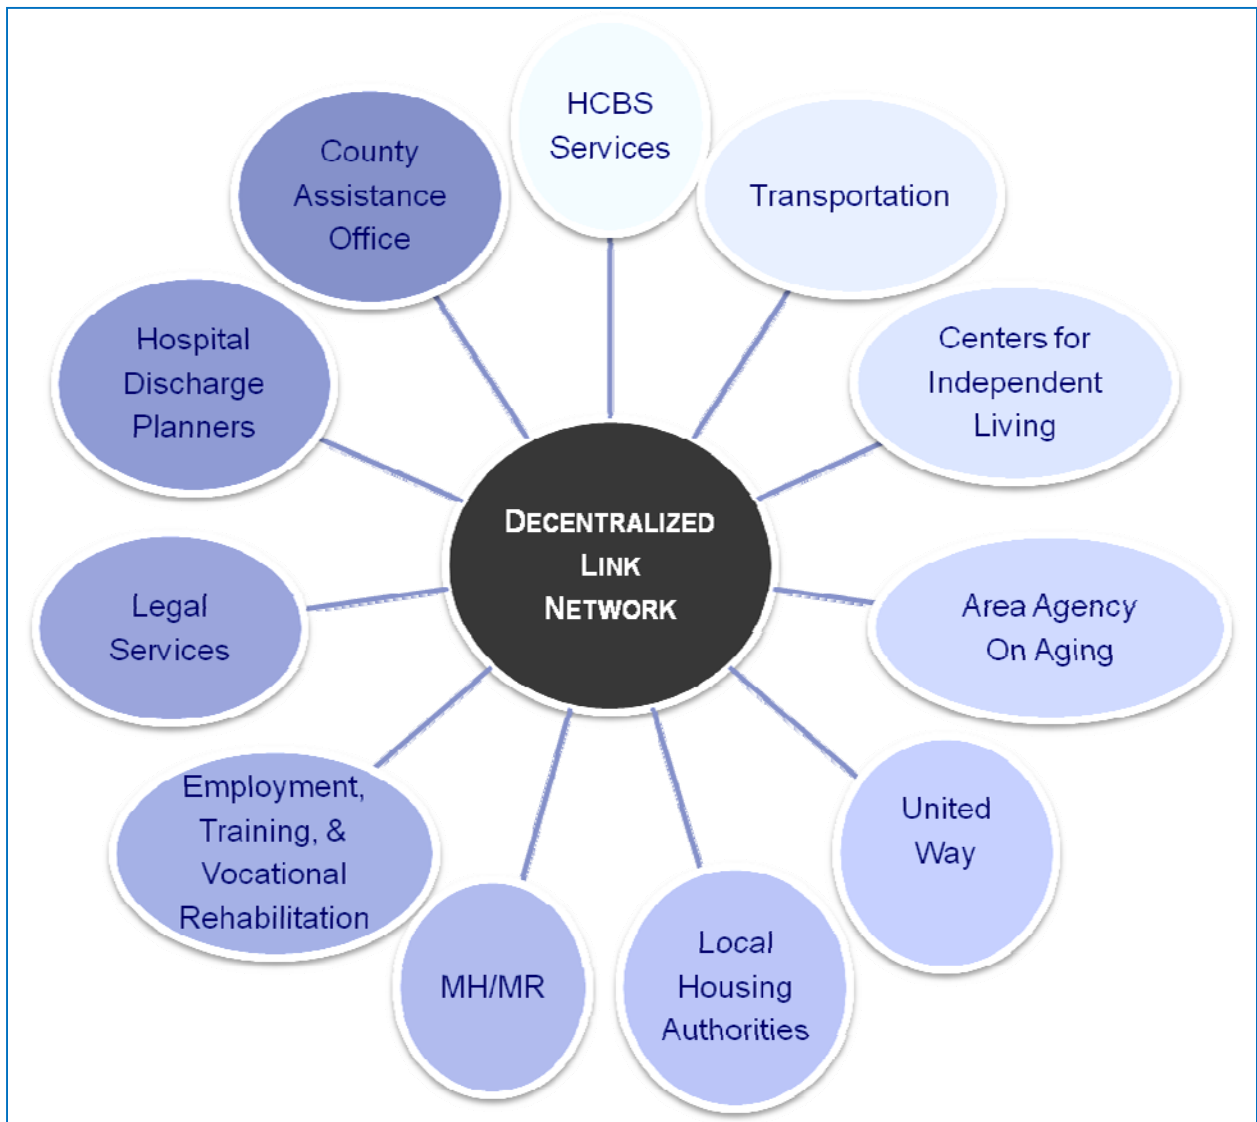 HCBS
Services
Transportation
Centers for
Independent
Living
Area Agency
On Aging
United
Way
Local
Housing
Authorities
MH/MR
Employment,
Training, &
Vocational
Rehabilitation
Legal
Services
Hospital
Discharge
Planners
County
Assistance
Office
DECENTRALIZED
LINK
NETWORK